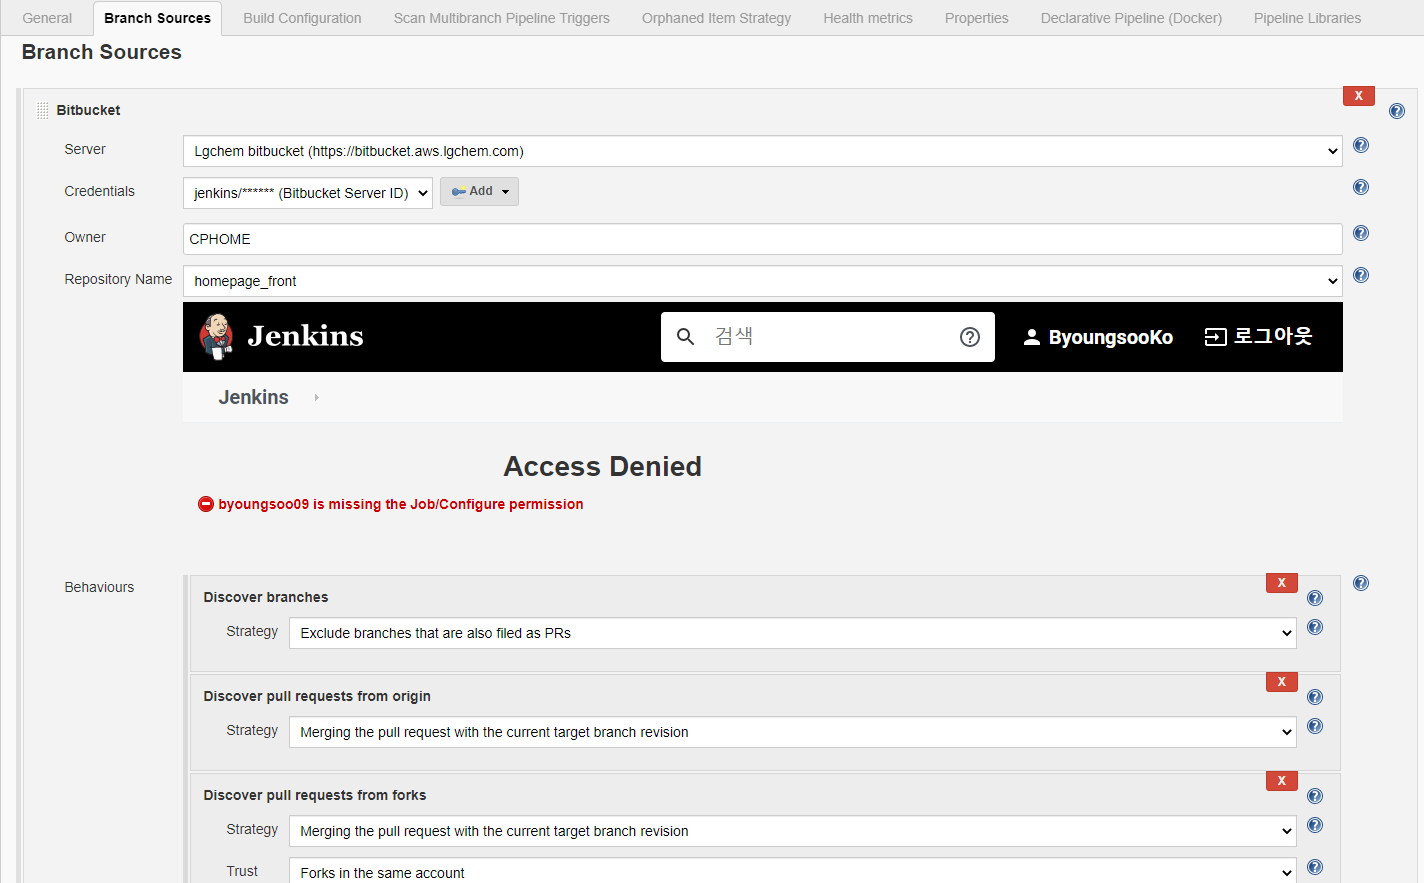 General Branch Sources Build Configuration Scan Multibranch Pipeline Triggers Orphaned Item Strategy Health metrics Properties Declarative Pipeline (Docker) Pipeline Libraries
Branch Sources
X
Bitbucket
Server Lgchem bitbucket (https://bitbucket.aws.lgchem.com)
Credentials jenkins/****** (Bitbucket Server ID) Add
Owner CPHOME
Repository Name homepage_front
Jenkins 검색 ByoungsooKo 로그아웃
Jenkins
Access Denied
byoungsoo09 is missing the Job/Configure permission
Behaviours
X
Discover branches
Strategy Exclude branches that are also filed as PRs
X
Discover pull requests from origin
Strategy Merging the pull request with the current target branch revision
X
Discover pull requests from forks
Strategy Merging the pull request with the current target branch revision
Trust Forks in the same account